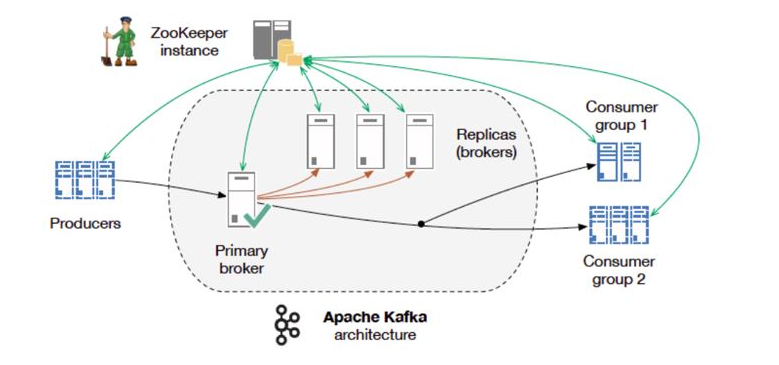 ZooKeeper
instance
Consumer
group 1
Replicas
(brokers)
Producers
Primary
broker
Consumer
group 2
Apache Kafka
architecture